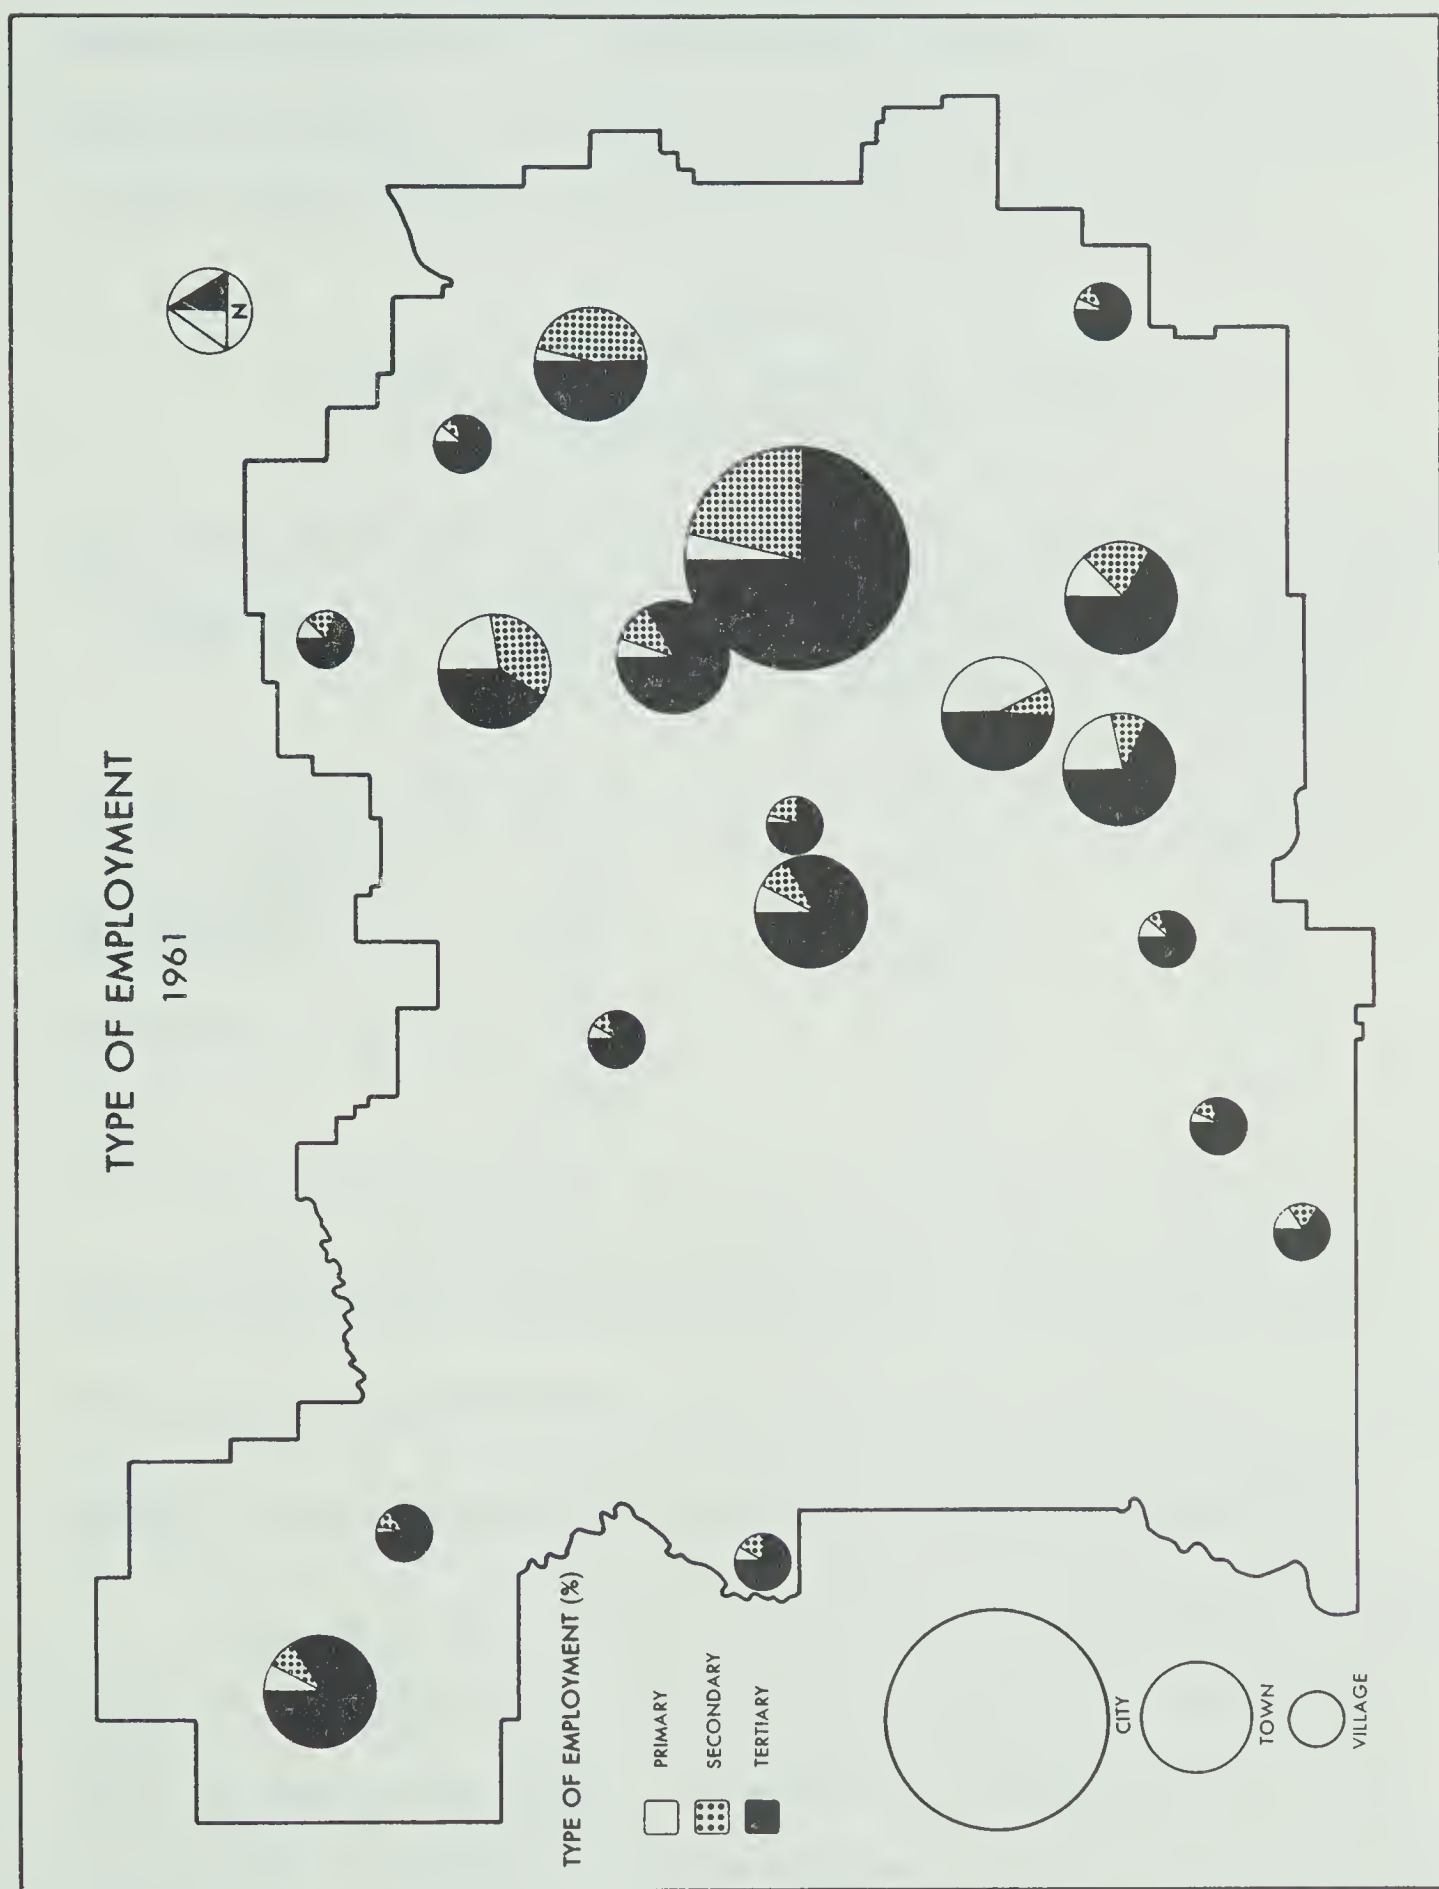 TYPE OF EMPLOYMENT
1961
N
TYPE OF EMPLOYMENT (%)
PRIMARY
SECONDARY
TERTIARY
CITY
TOWN
VILLAGE